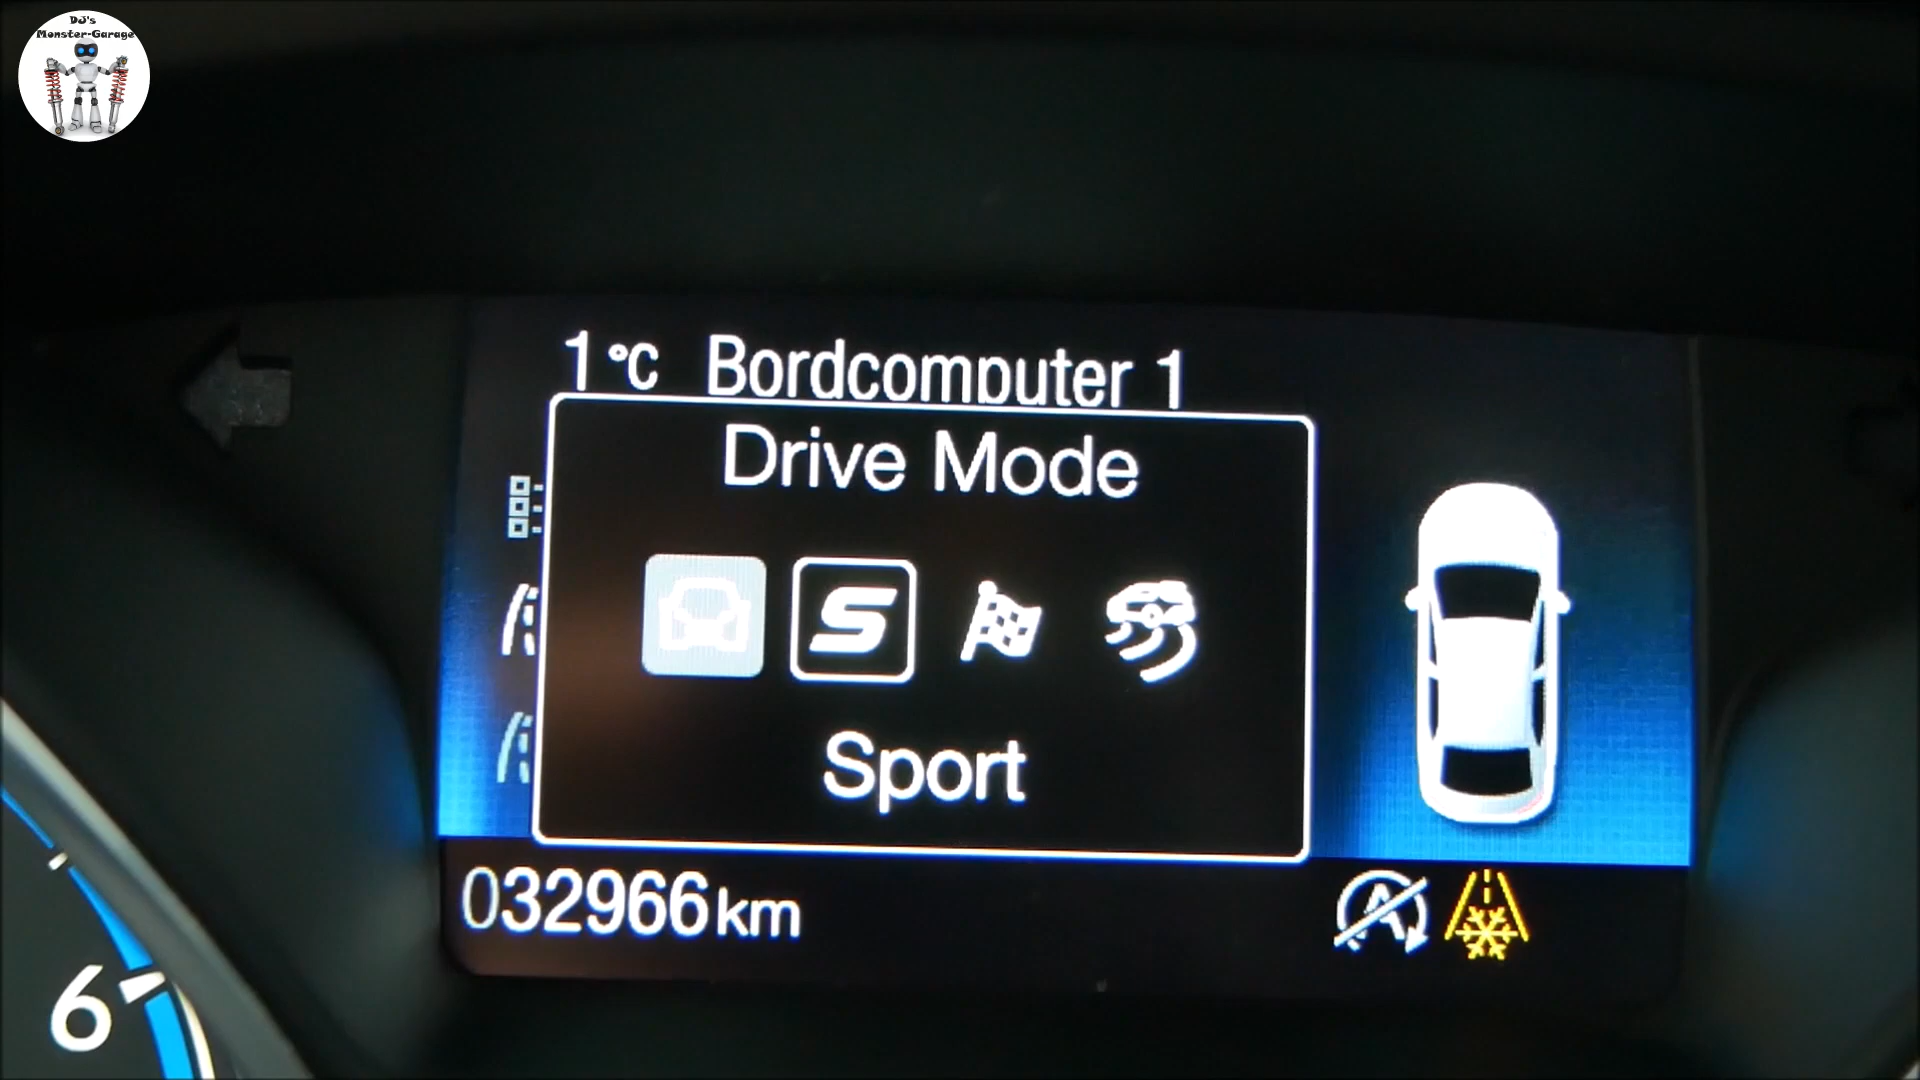 DJ's
Monster-Garage
1 °C Bordcomputer 1
Drive Mode
S
Sport
032966 km
A
6